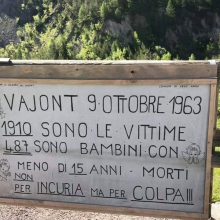 VAJONT 9·OTTOBRE 1963
1910 SONO LE VITTIME
487 SONO BAMBINI CON
MENO DI 15 ANNI - MORTI
NON PER INCURIA MA PER COLPA!!!